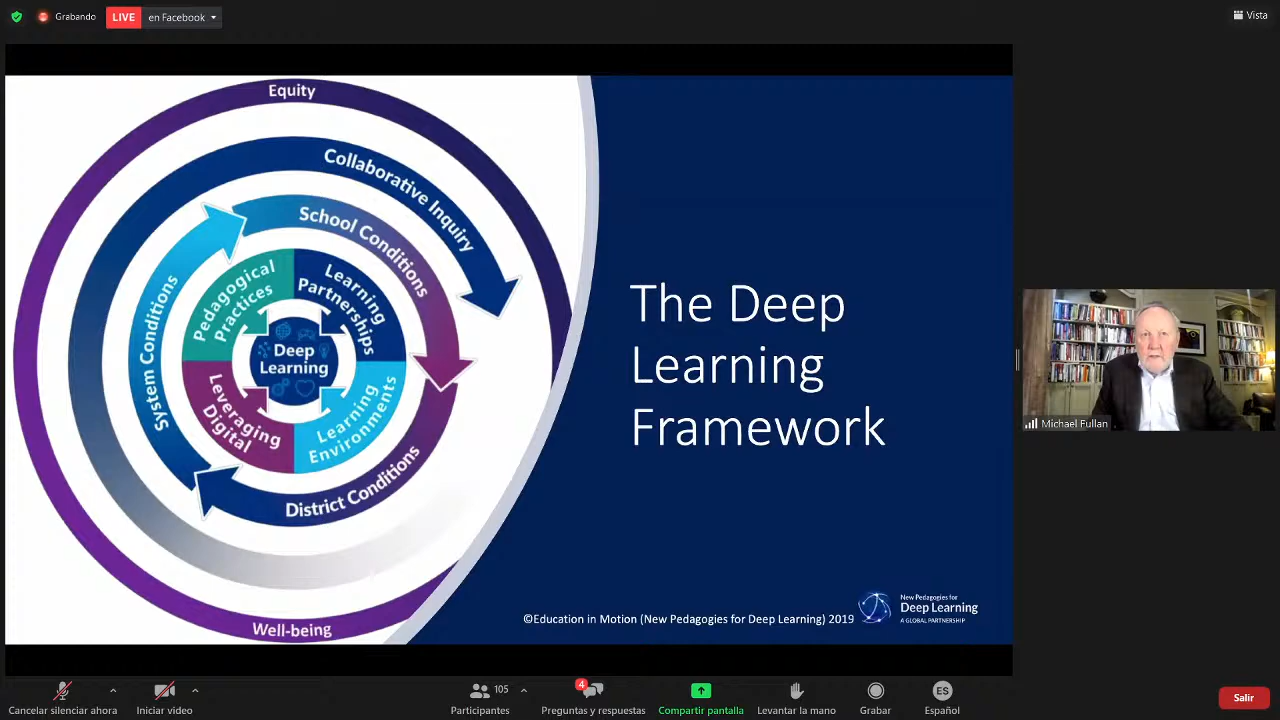 Grabando
LIVE
en Facebook
Vista
Equity
Collaborative Inquiry
School Conditions
System Conditions
Pedagogical
Practices
Learning
Partnerships
Deep
Learning
Leveraging
Digital
Learning
Environments
District Conditions
Well-being
The Deep
Learning
Framework
©Education in Motion (New Pedagogies for Deep Learning) 2019
New Pedagogies for
Deep Learning
A GLOBAL PARTNERSHIP
Michael Fullan
Cancelar silenciar ahora
Iniciar video
105
Participantes
4
Preguntas y respuestas
Compartir pantalla
Levantar la mano
Grabar
ES
Español
Salir